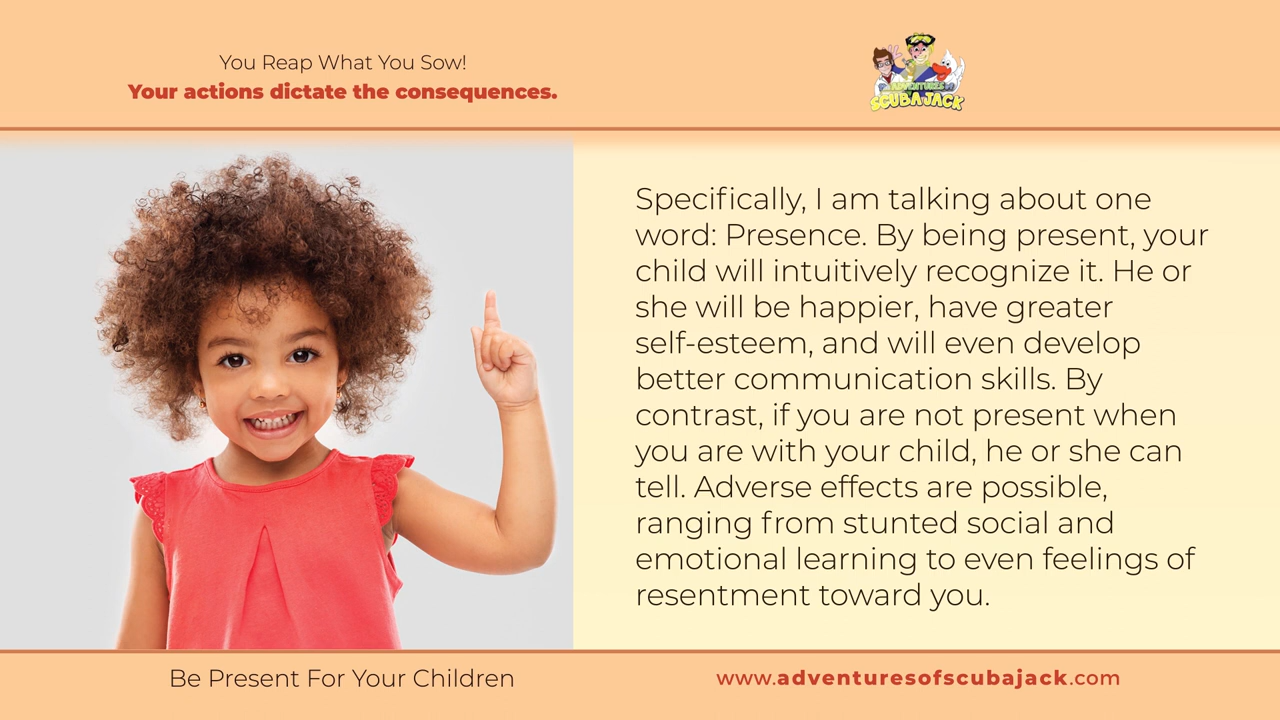 You Reap What You Sow!
Your actions dictate the consequences.
ADVENTURES OF
SCUBA JACK
Specifically, I am talking about one
word: Presence. By being present, your
child will intuitively recognize it. He or
she will be happier, have greater
self-esteem, and will even develop
better communication skills. By
contrast, if you are not present when
you are with your child, he or she can
tell. Adverse effects are possible,
ranging from stunted social and
emotional learning to even feelings of
resentment toward you.
Be Present For Your Children
www.adventuresofscubajack.com